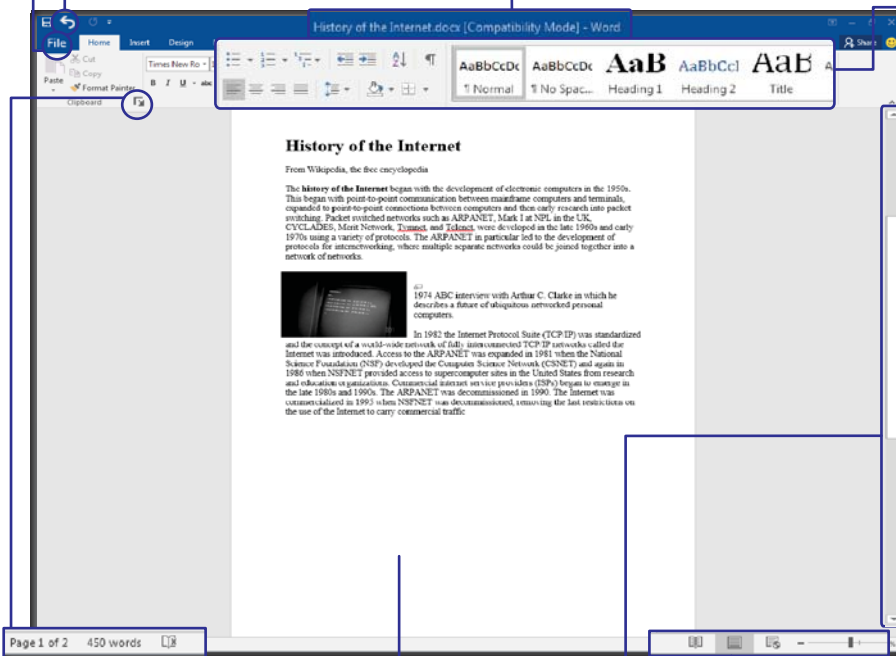 History of the Internet.docx [Compatibility Mode] - Word
File Home Insert Design Share
Cut
Copy
Paste Format Painter
Clipboard
Times New Ro
B I U abc
AaBbCcDc AaBbCcDc AaB AaBbCcl AaB
¶ Normal ¶ No Spac... Heading 1 Heading 2 Title
History of the Internet
From Wikipedia, the free encyclopedia
The history of the Internet began with the development of electronic computers in the 1950s.
This began with point-to-point communication between mainframe computers and terminals,
expanded to point-to-point connections between computers and then early research into packet
switching. Packet switched networks such as ARPANET, Mark I at NPL in the UK,
CYCLADES, Merit Network, Tymnet, and Telenet, were developed in the late 1960s and early
1970s using a variety of protocols. The ARPANET in particular led to the development of
protocols for internetworking, where multiple separate networks could be joined together into a
network of networks.
1974 ABC interview with Arthur C. Clarke in which he
describes a future of ubiquitous networked personal
computers.
In 1982 the Internet Protocol Suite (TCP/IP) was standardized
and the concept of a world-wide network of fully interconnected TCP/IP networks called the
Internet was introduced. Access to the ARPANET was expanded in 1981 when the National
Science Foundation (NSF) developed the Computer Science Network (CSNET) and again in
1986 when NSFNET provided access to supercomputer sites in the United States from research
and education organizations. Commercial internet service providers (ISPs) began to emerge in
the late 1980s and 1990s. The ARPANET was decommissioned in 1990. The Internet was
commercialized in 1995 when NSFNET was decommissioned, removing the last restrictions on
the use of the Internet to carry commercial traffic
Page 1 of 2 450 words